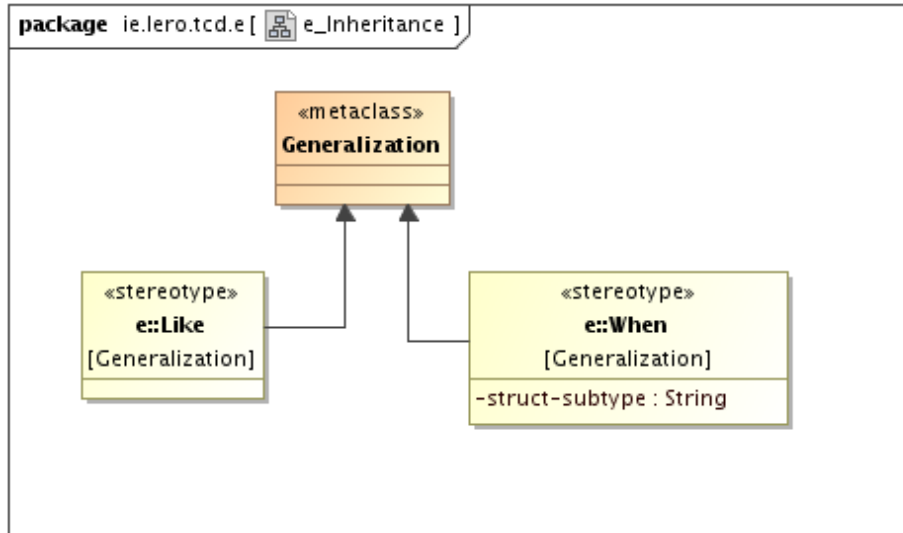 package ie.lero.tcd.e [ e_Inheritance ]
«metaclass»
Generalization
«stereotype»
e::Like
[Generalization]
«stereotype»
e::When
[Generalization]
-struct-subtype : String